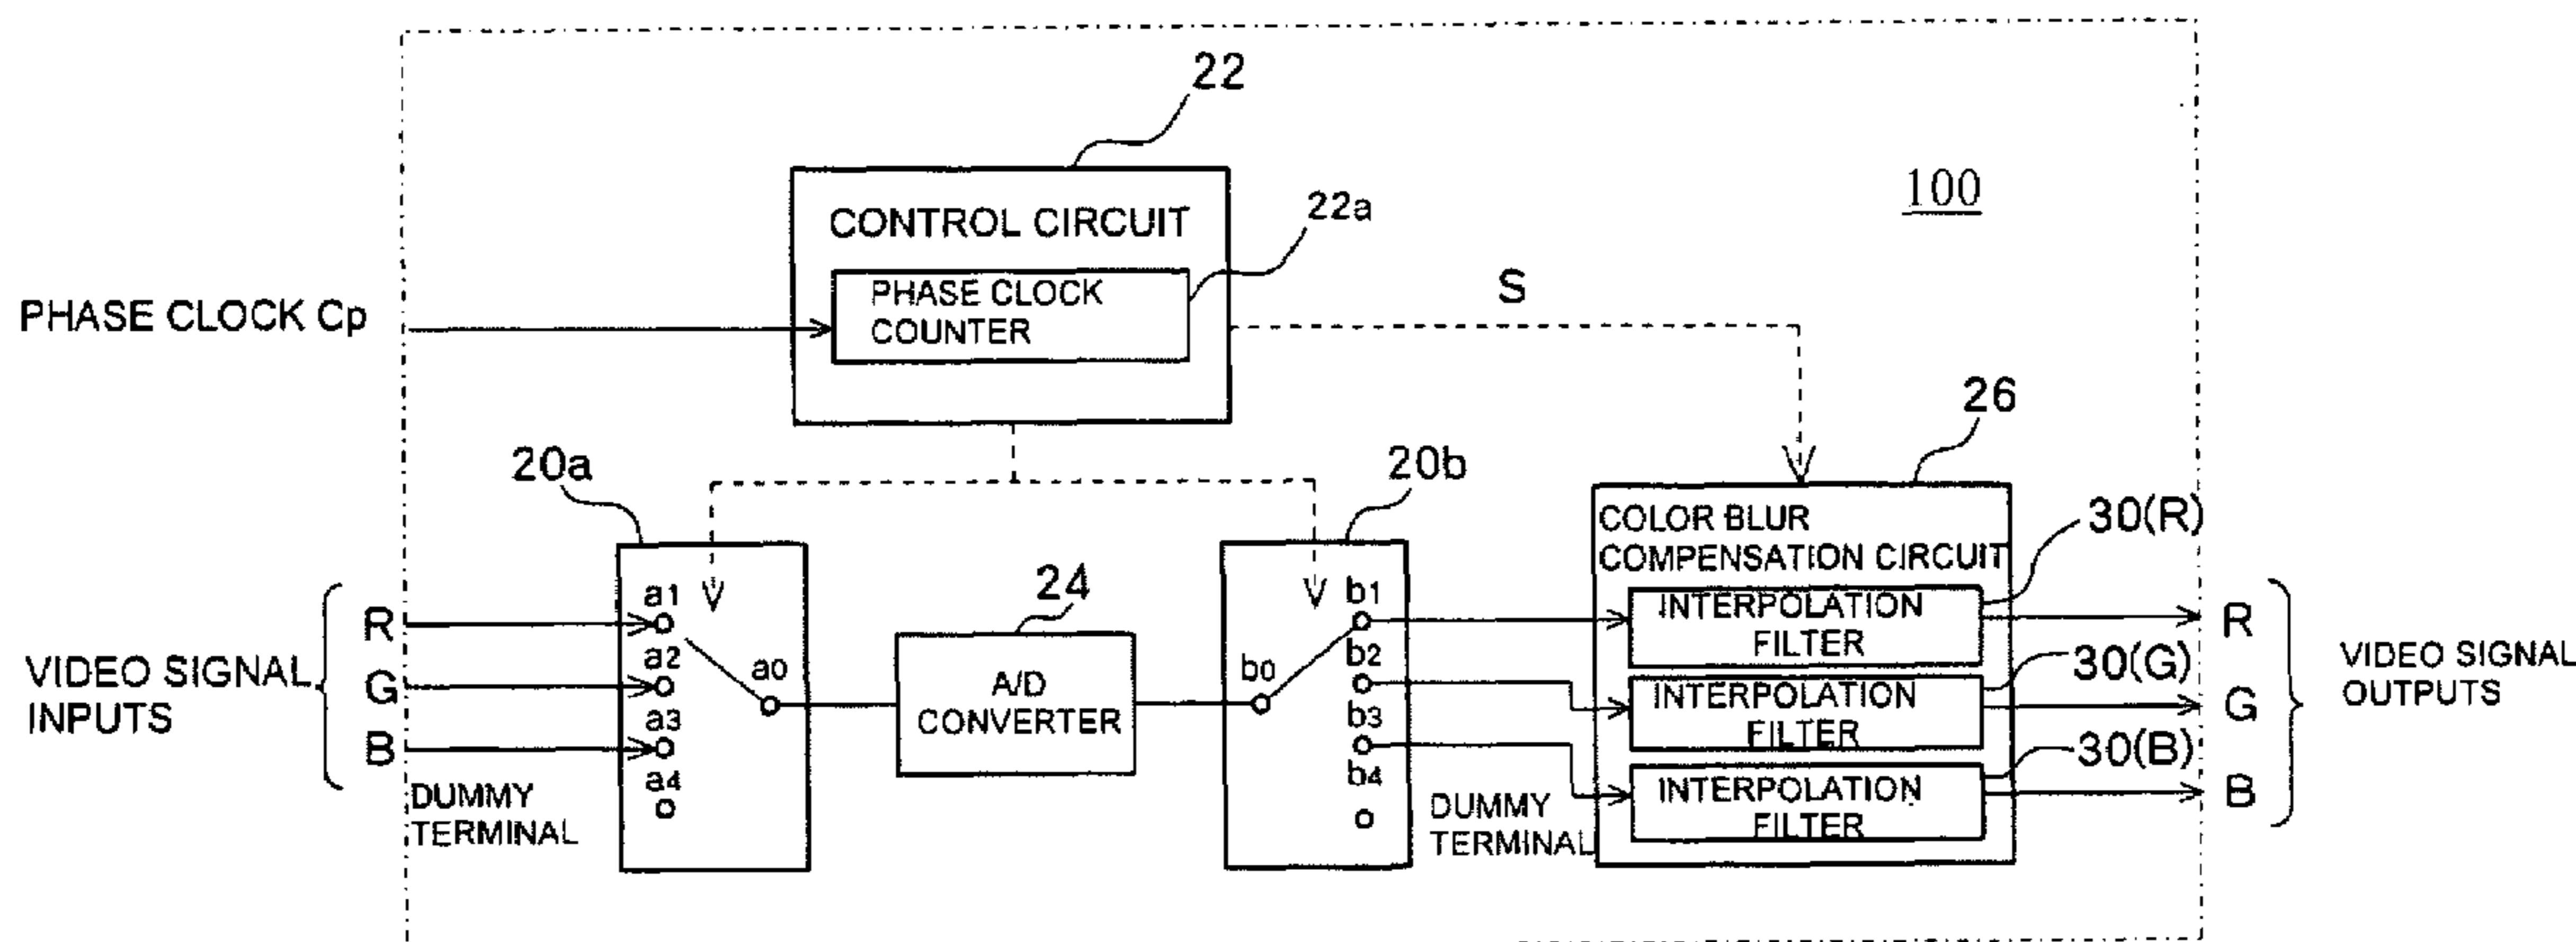 22
100
CONTROL CIRCUIT
22a
PHASE CLOCK Cp
PHASE CLOCK
COUNTER
S
26
20a
20b
COLOR BLUR
COMPENSATION CIRCUIT
30(R)
24
VIDEO SIGNAL
INPUTS
R
G
B
a1
a2
a3
a4
a0
A/D
CONVERTER
b0
b1
b2
b3
b4
INTERPOLATION
FILTER
30(G)
INTERPOLATION
FILTER
30(B)
INTERPOLATION
FILTER
R
G
B
VIDEO SIGNAL
OUTPUTS
DUMMY
TERMINAL
DUMMY
TERMINAL